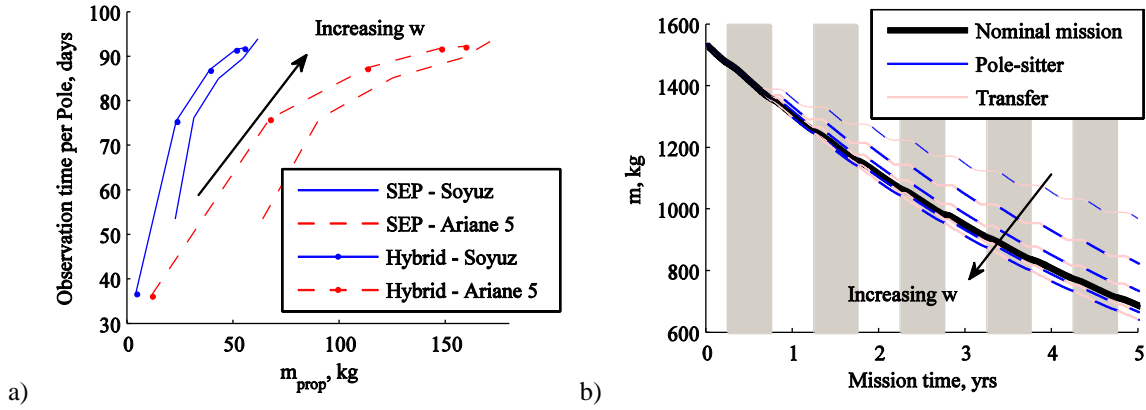 100
90
80
70
60
50
40
30
Observation time per Pole, days
Increasing w
SEP - Soyuz
SEP - Ariane 5
Hybrid - Soyuz
Hybrid - Ariane 5
0 50 100 150
m_prop, kg
a)
1600
1400
1200
1000
800
600
m, kg
Nominal mission
Pole-sitter
Transfer
Increasing w
0 1 2 3 4 5
Mission time, yrs
b)